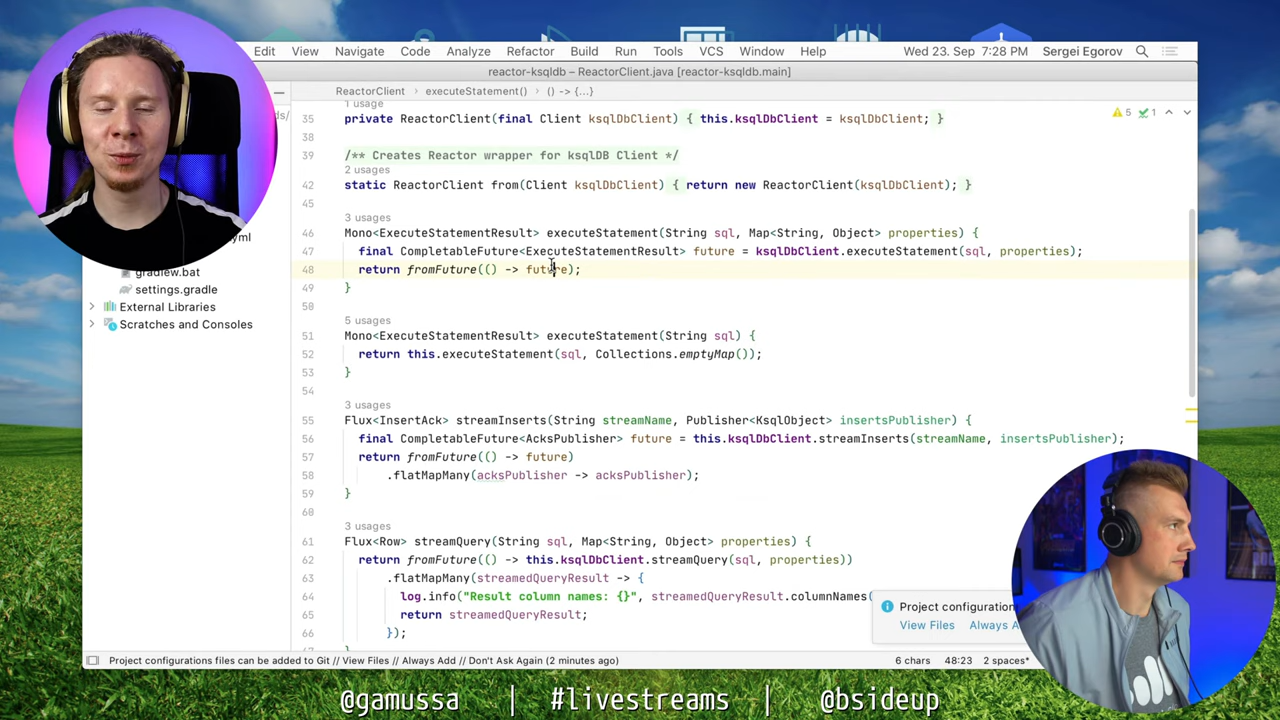 Edit View Navigate Code Analyze Refactor Build Run Tools VCS Window Help Wed 23. Sep 7:28 PM Sergei Egorov
reactor-ksqldb – ReactorClient.java [reactor-ksqldb.main]
ReactorClient executeStatement() () -> {...}
ds/
yml
gradlew.bat
settings.gradle
External Libraries
Scratches and Consoles
5 1
1 usage
35 private ReactorClient(final Client ksqlDbClient) { this.ksqlDbClient = ksqlDbClient; }
38
39 /** Creates Reactor wrapper for ksqlDB Client */
2 usages
42 static ReactorClient from(Client ksqlDbClient) { return new ReactorClient(ksqlDbClient); }
45
3 usages
46 Mono<ExecuteStatementResult> executeStatement(String sql, Map<String, Object> properties) {
47 final CompletableFuture<ExecuteStatementResult> future = ksqlDbClient.executeStatement(sql, properties);
48 return fromFuture(() -> future);
49 }
50
5 usages
51 Mono<ExecuteStatementResult> executeStatement(String sql) {
52 return this.executeStatement(sql, Collections.emptyMap());
53 }
54
3 usages
55 Flux<InsertAck> streamInserts(String streamName, Publisher<KsqlObject> insertsPublisher) {
56 final CompletableFuture<AcksPublisher> future = this.ksqlDbClient.streamInserts(streamName, insertsPublisher);
57 return fromFuture(() -> future)
58 .flatMapMany(acksPublisher -> acksPublisher);
59 }
60
3 usages
61 Flux<Row> streamQuery(String sql, Map<String, Object> properties) {
62 return fromFuture(() -> this.ksqlDbClient.streamQuery(sql, properties))
63 .flatMapMany(streamedQueryResult -> {
64 log.info("Result column names: {}", streamedQueryResult.columnNames(
65 return streamedQueryResult;
66 });
Project configuration
View Files Always A
Project configurations files can be added to Git // View Files // Always Add // Don't Ask Again (2 minutes ago) 6 chars 48:23 2 spaces*
@gamussa | #livestreams | @bsideup